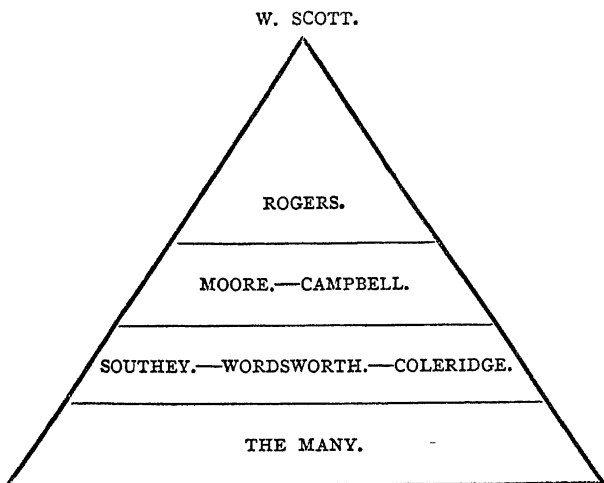 W. SCOTT.
ROGERS.
MOORE.—CAMPBELL.
SOUTHEY.—WORDSWORTH.—COLERIDGE.
THE MANY.